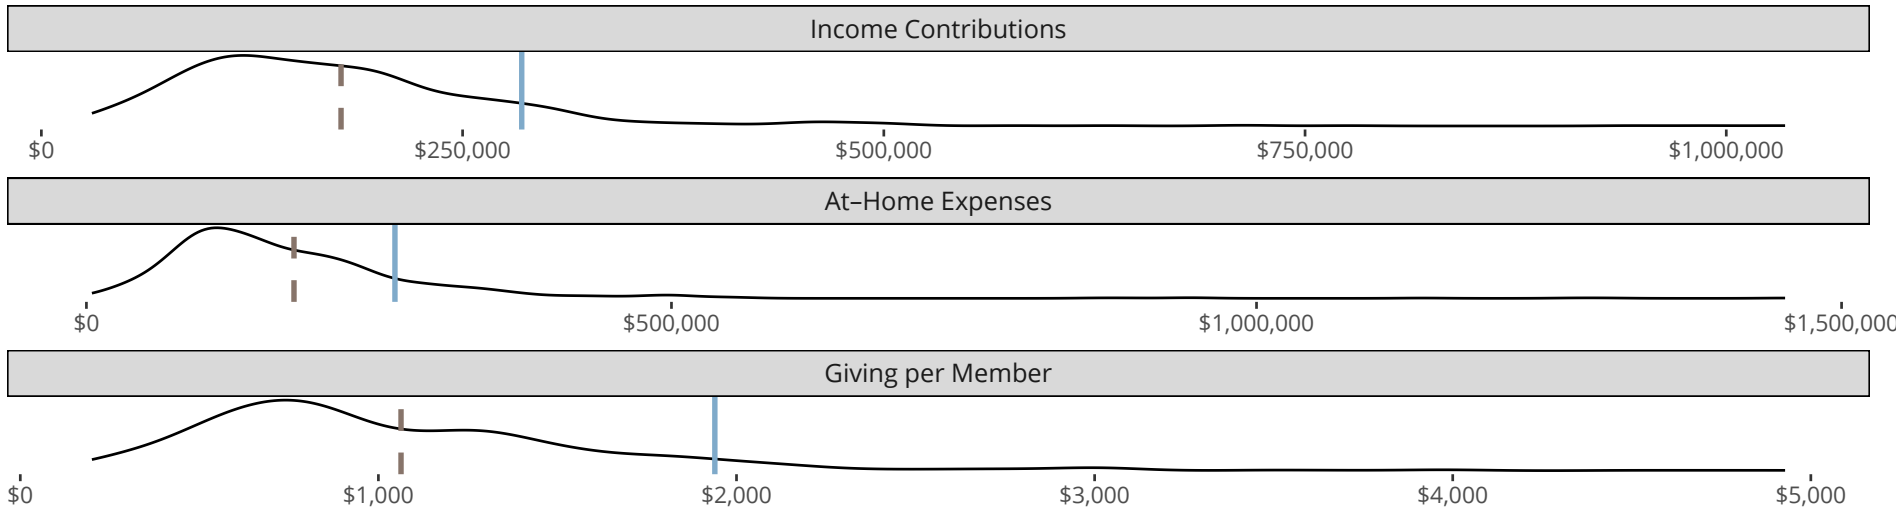 Income Contributions
$0 $250,000 $500,000 $750,000 $1,000,000
At–Home Expenses
$0 $500,000 $1,000,000 $1,500,000
Giving per Member
$0 $1,000 $2,000 $3,000 $4,000 $5,000